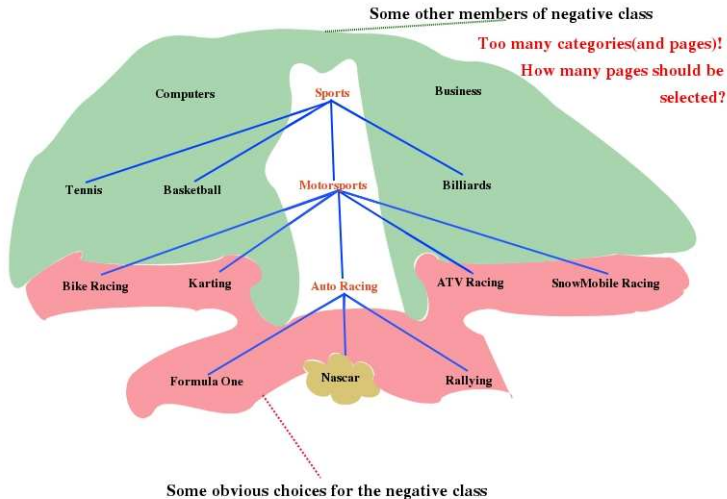 Some other members of negative class
Too many categories(and pages)!
How many pages should be
selected?
Computers
Sports
Business
Tennis
Basketball
Motorsports
Billiards
Bike Racing
Karting
Auto Racing
ATV Racing
SnowMobile Racing
Formula One
Nascar
Rallying
Some obvious choices for the negative class